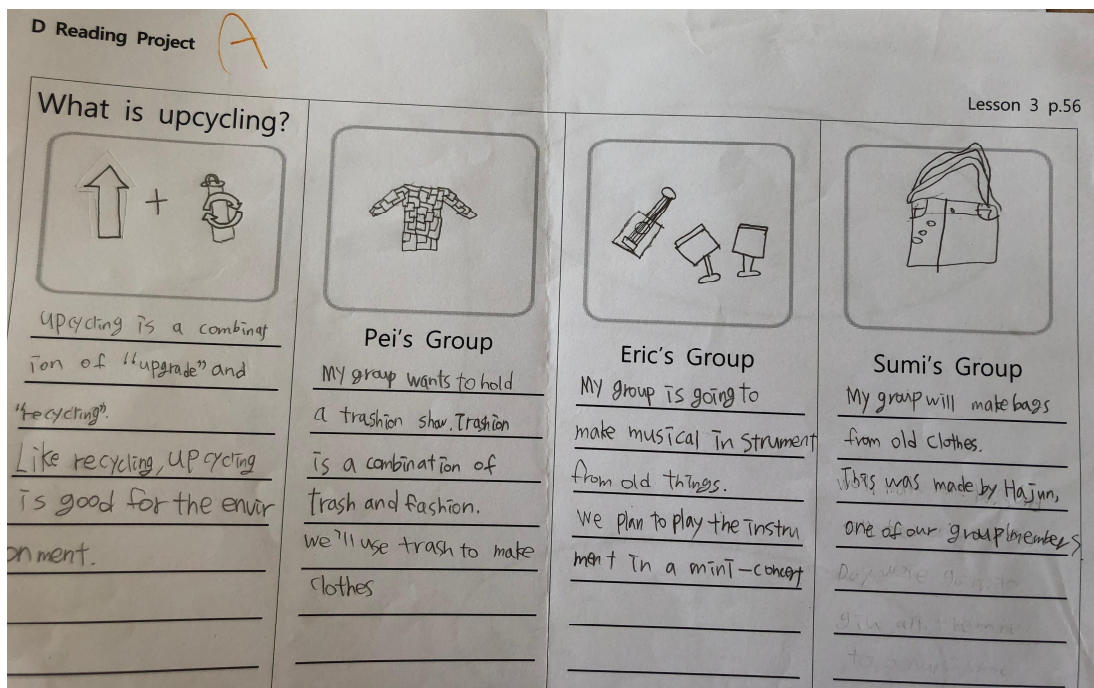 D Reading Project
A
Lesson 3 p.56
What is upcycling?
+
upcycling is a combinat
ion of "upgrade" and
"recycling".
Like recycling, upcycling
is good for the envir
onment.
Pei's Group
My group wants to hold
a trashion show. Trashion
is a combination of
trash and fashion.
we'll use trash to make
clothes
Eric's Group
My group is going to
make musical instrument
from old things.
we plan to play the instru
ment in a mini-concert
Sumi's Group
My group will make bags
from old clothes.
This was made by Hajun,
one of our group members